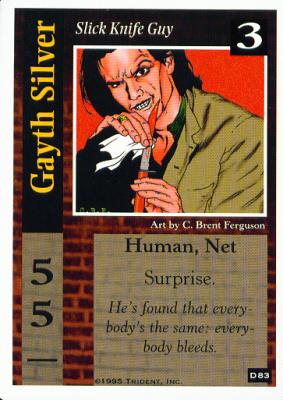 Gayth Silver
Slick Knife Guy
3
C.B.F.
Art by C. Brent Ferguson
Human, Net
Surprise.
He's found that every-
body's the same: every-
body bleeds.
5
5
|
©1995 TRIDENT, INC.
D83